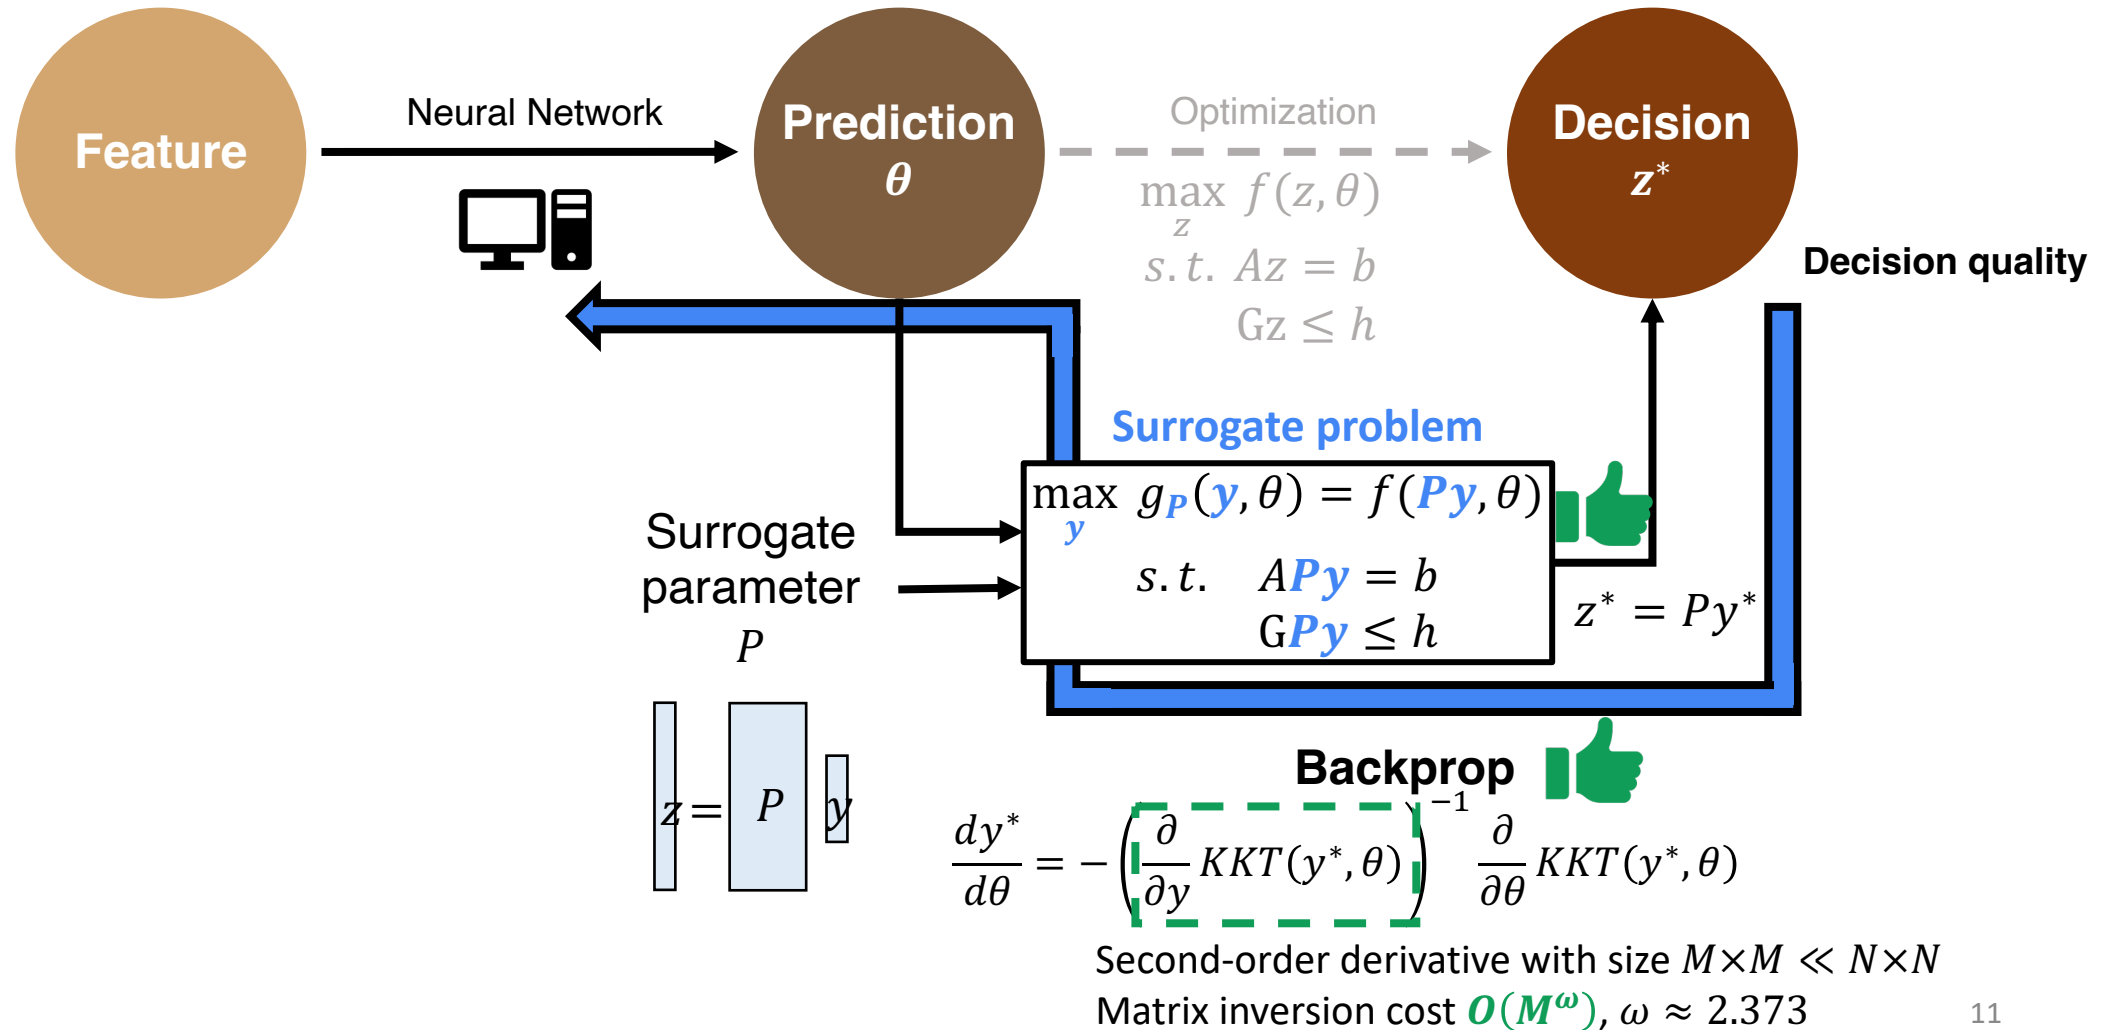 Feature
Neural Network
Prediction
θ
Optimization
max f(z, θ)
z
s.t. Az = b
Gz ≤ h
Decision
z*
Decision quality
Surrogate problem
max g_P(y, θ) = f(Py, θ)
y
s.t. APy = b
GPy ≤ h
Surrogate
parameter
P
z* = Py*
z = P y
Backprop
dy*/dθ = −(∂/∂y KKT(y*, θ))⁻¹ ∂/∂θ KKT(y*, θ)
Second-order derivative with size M×M ≪ N×N
Matrix inversion cost O(M^ω), ω ≈ 2.373
11